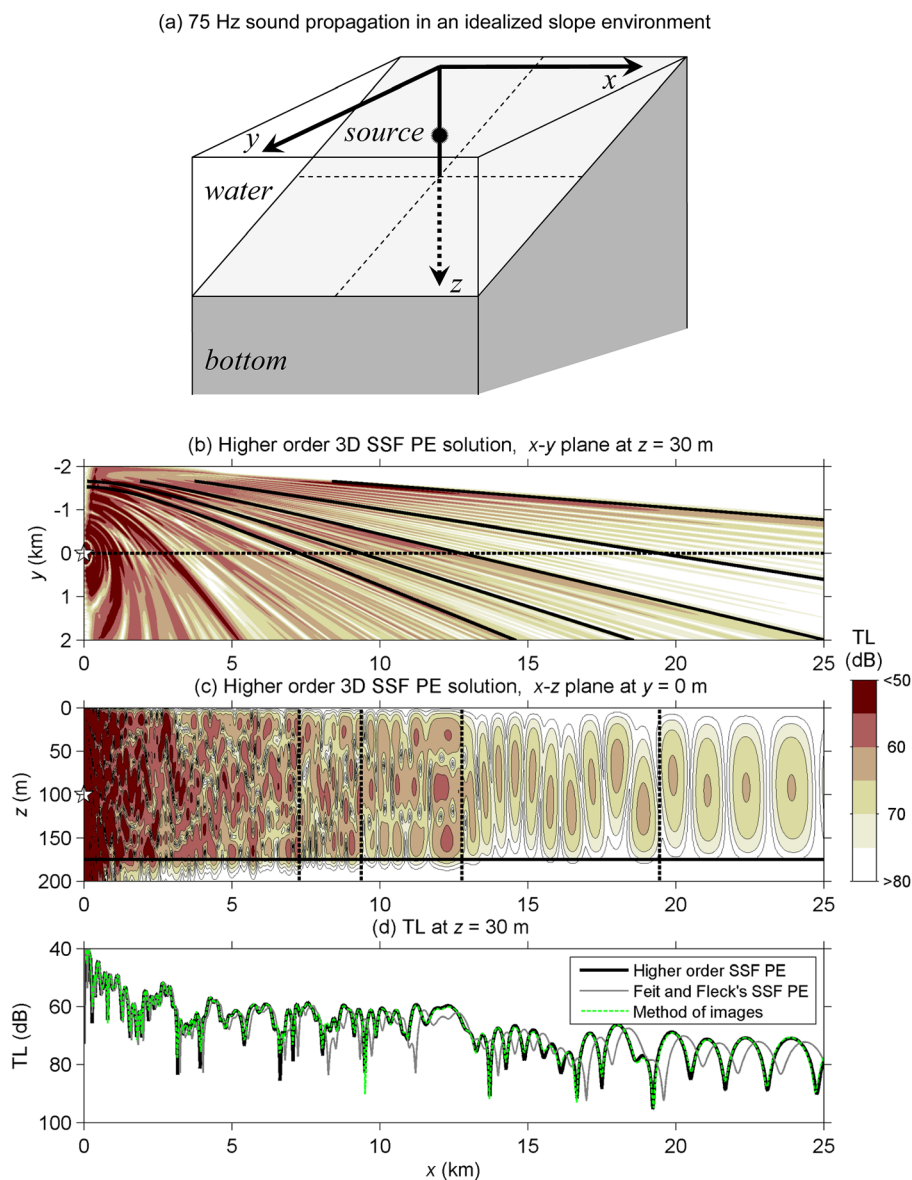 (a) 75 Hz sound propagation in an idealized slope environment
x
y
source
water
z
bottom
(b) Higher order 3D SSF PE solution, x-y plane at z = 30 m
-2
-1
0
1
2
y (km)
0 5 10 15 20 25
(c) Higher order 3D SSF PE solution, x-z plane at y = 0 m
0
50
100
150
200
z (m)
0 5 10 15 20 25
TL
(dB)
<50
60
70
>80
(d) TL at z = 30 m
40
60
80
100
TL (dB)
Higher order SSF PE
Feit and Fleck's SSF PE
Method of images
0 5 10 15 20 25
x (km)